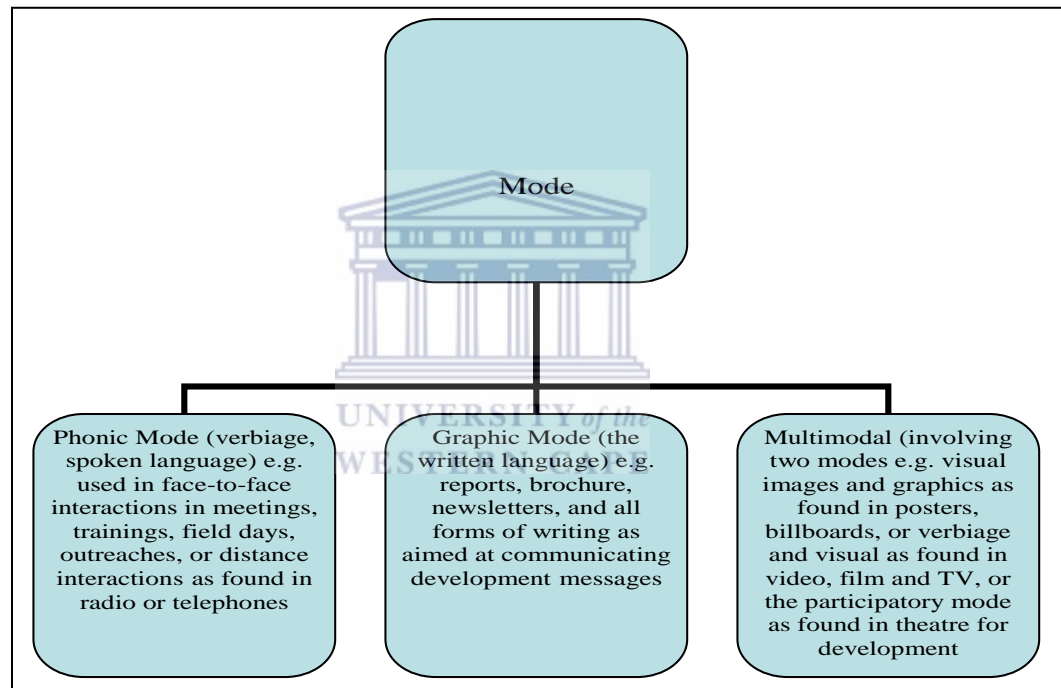 Mode
Phonic Mode (verbiage,
spoken language) e.g.
used in face-to-face
interactions in meetings,
trainings, field days,
outreaches, or distance
interactions as found in
radio or telephones
Graphic Mode (the
written language) e.g.
reports, brochure,
newsletters, and all
forms of writing as
aimed at communicating
development messages
Multimodal (involving
two modes e.g. visual
images and graphics as
found in posters,
billboards, or verbiage
and visual as found in
video, film and TV, or
the participatory mode
as found in theatre for
development
UNIVERSITY of the
WESTERN CAPE